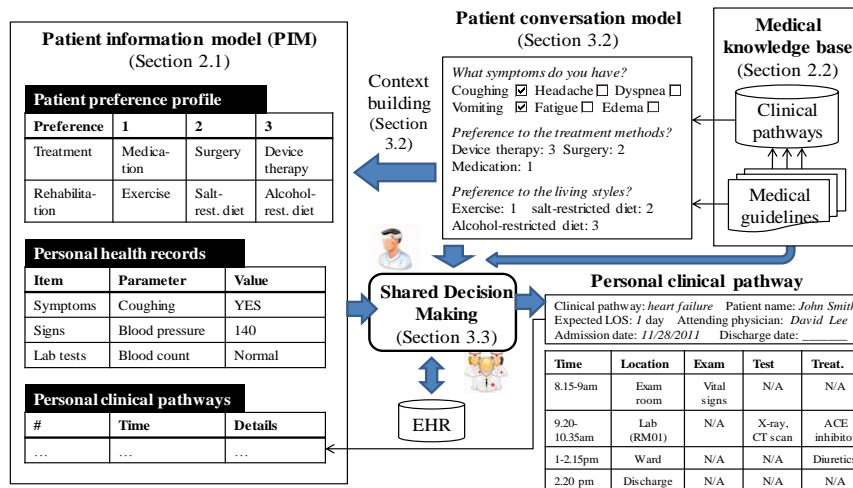 Patient information model (PIM)
(Section 2.1)
Patient preference profile
Preference 1 2 3
Treatment Medica-tion Surgery Device therapy
Rehabilita-tion Exercise Salt-rest. diet Alcohol-rest. diet
Personal health records
Item Parameter Value
Symptoms Coughing YES
Signs Blood pressure 140
Lab tests Blood count Normal
Personal clinical pathways
# Time Details
... ... ...
Context
building
(Section
3.2)
Patient conversation model
(Section 3.2)
What symptoms do you have?
Coughing Headache Dyspnea
Vomiting Fatigue Edema
Preference to the treatment methods?
Device therapy: 3 Surgery: 2
Medication: 1
Preference to the living styles?
Exercise: 1 salt-restricted diet: 2
Alcohol-restricted diet: 3
Medical
knowledge base
(Section 2.2)
Clinical
pathways
Medical
guidelines
Shared Decision
Making
(Section 3.3)
EHR
Personal clinical pathway
Clinical pathway: heart failure Patient name: John Smith
Expected LOS: 1 day Attending physician: David Lee
Admission date: 11/28/2011 Discharge date: _______
Time Location Exam Test Treat.
8.15-9am Exam room Vital signs N/A N/A
9.20-10.35am Lab (RM01) N/A X-ray, CT scan ACE inhibitor
1-2.15pm Ward N/A N/A Diuretics
2.20 pm Discharge N/A N/A N/A